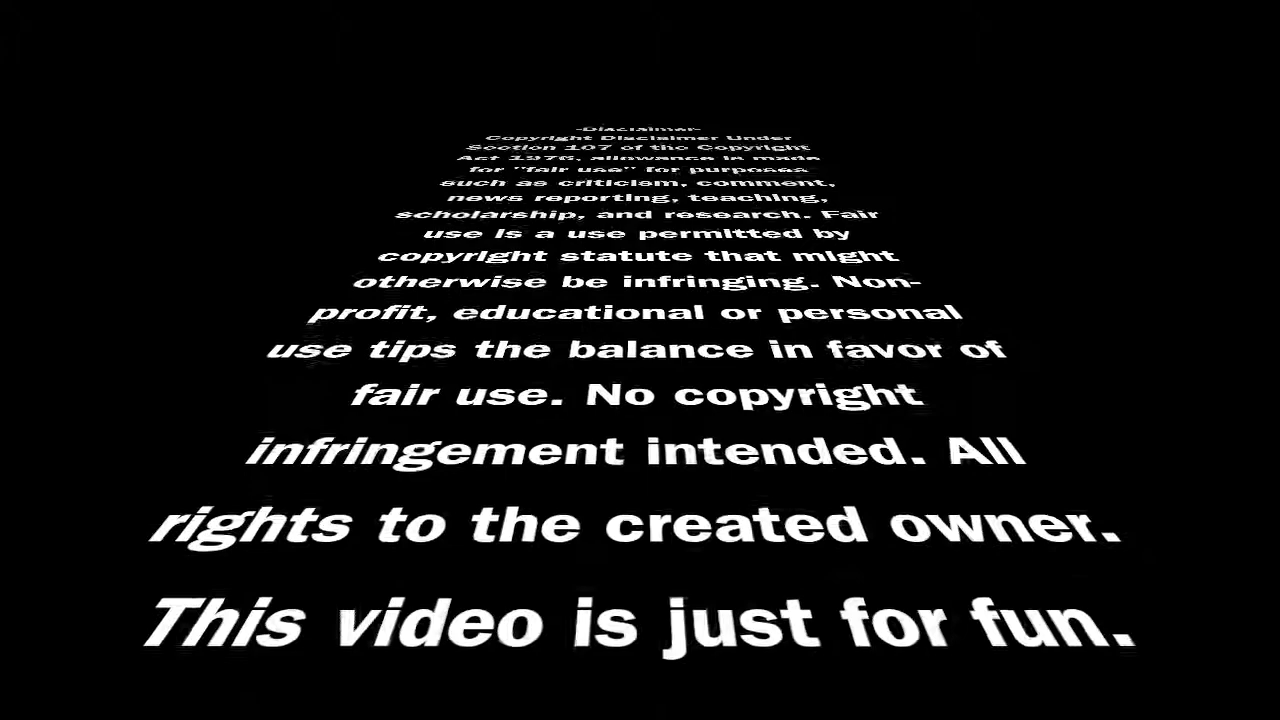 -Disclaimer-
Copyright Disclaimer Under
Section 107 of the Copyright
Act 1976, allowance is made
for "fair use" for purposes
such as criticism, comment,
news reporting, teaching,
scholarship, and research. Fair
use is a use permitted by
copyright statute that might
otherwise be infringing. Non-
profit, educational or personal
use tips the balance in favor of
fair use. No copyright
infringement intended. All
rights to the created owner.
This video is just for fun.